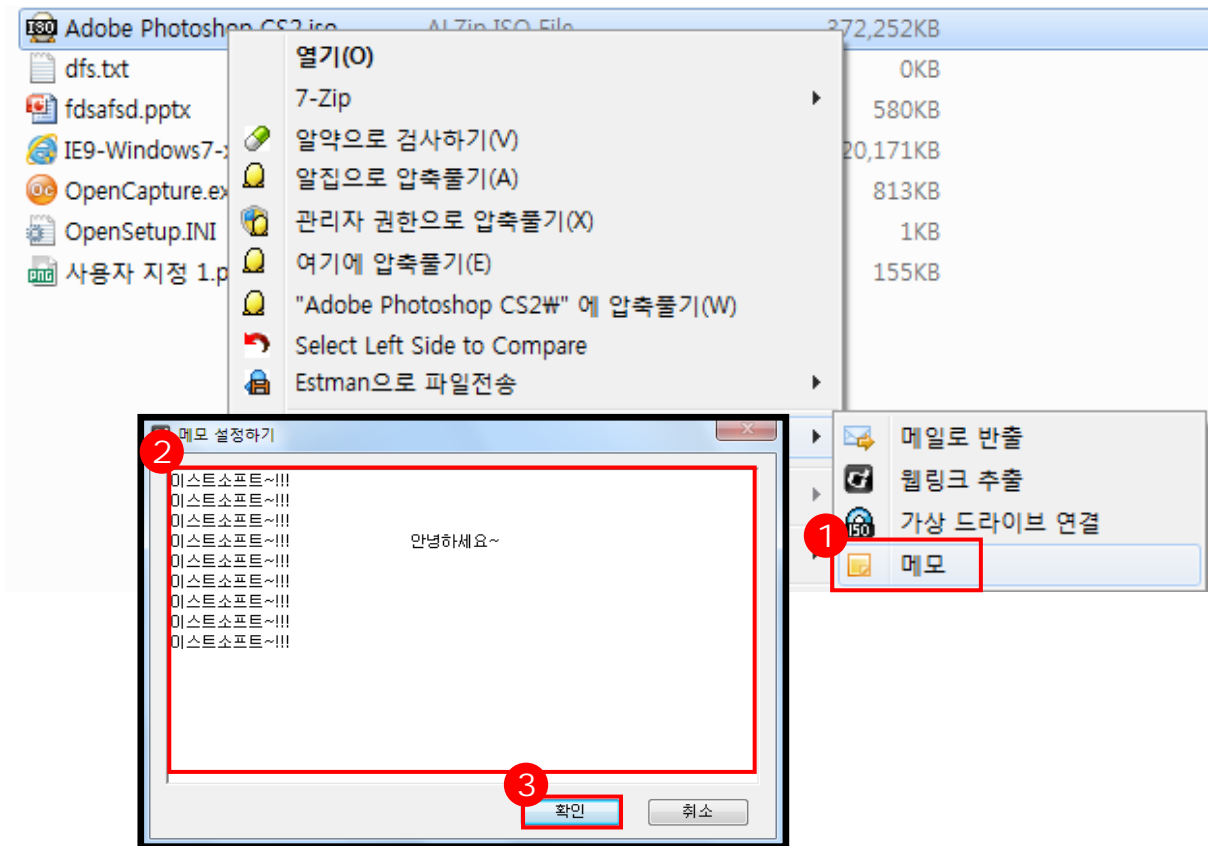 Adobe Photoshop CS2.iso ALZip ISO File 372,252KB
dfs.txt 0KB
fdsafsd.pptx 580KB
IE9-Windows7-x 20,171KB
OpenCapture.ex 813KB
OpenSetup.INI 1KB
사용자 지정 1.p 155KB
열기(O)
7-Zip
알약으로 검사하기(V)
알집으로 압축풀기(A)
관리자 권한으로 압축풀기(X)
여기에 압축풀기(E)
"Adobe Photoshop CS2₩" 에 압축풀기(W)
Select Left Side to Compare
Estman으로 파일전송
메일로 반출
웹링크 추출
가상 드라이브 연결
1
메모
2
메모 설정하기
이스트소프트~!!!
이스트소프트~!!!
이스트소프트~!!!
이스트소프트~!!! 안녕하세요~
이스트소프트~!!!
이스트소프트~!!!
이스트소프트~!!!
이스트소프트~!!!
이스트소프트~!!!
3
확인 취소